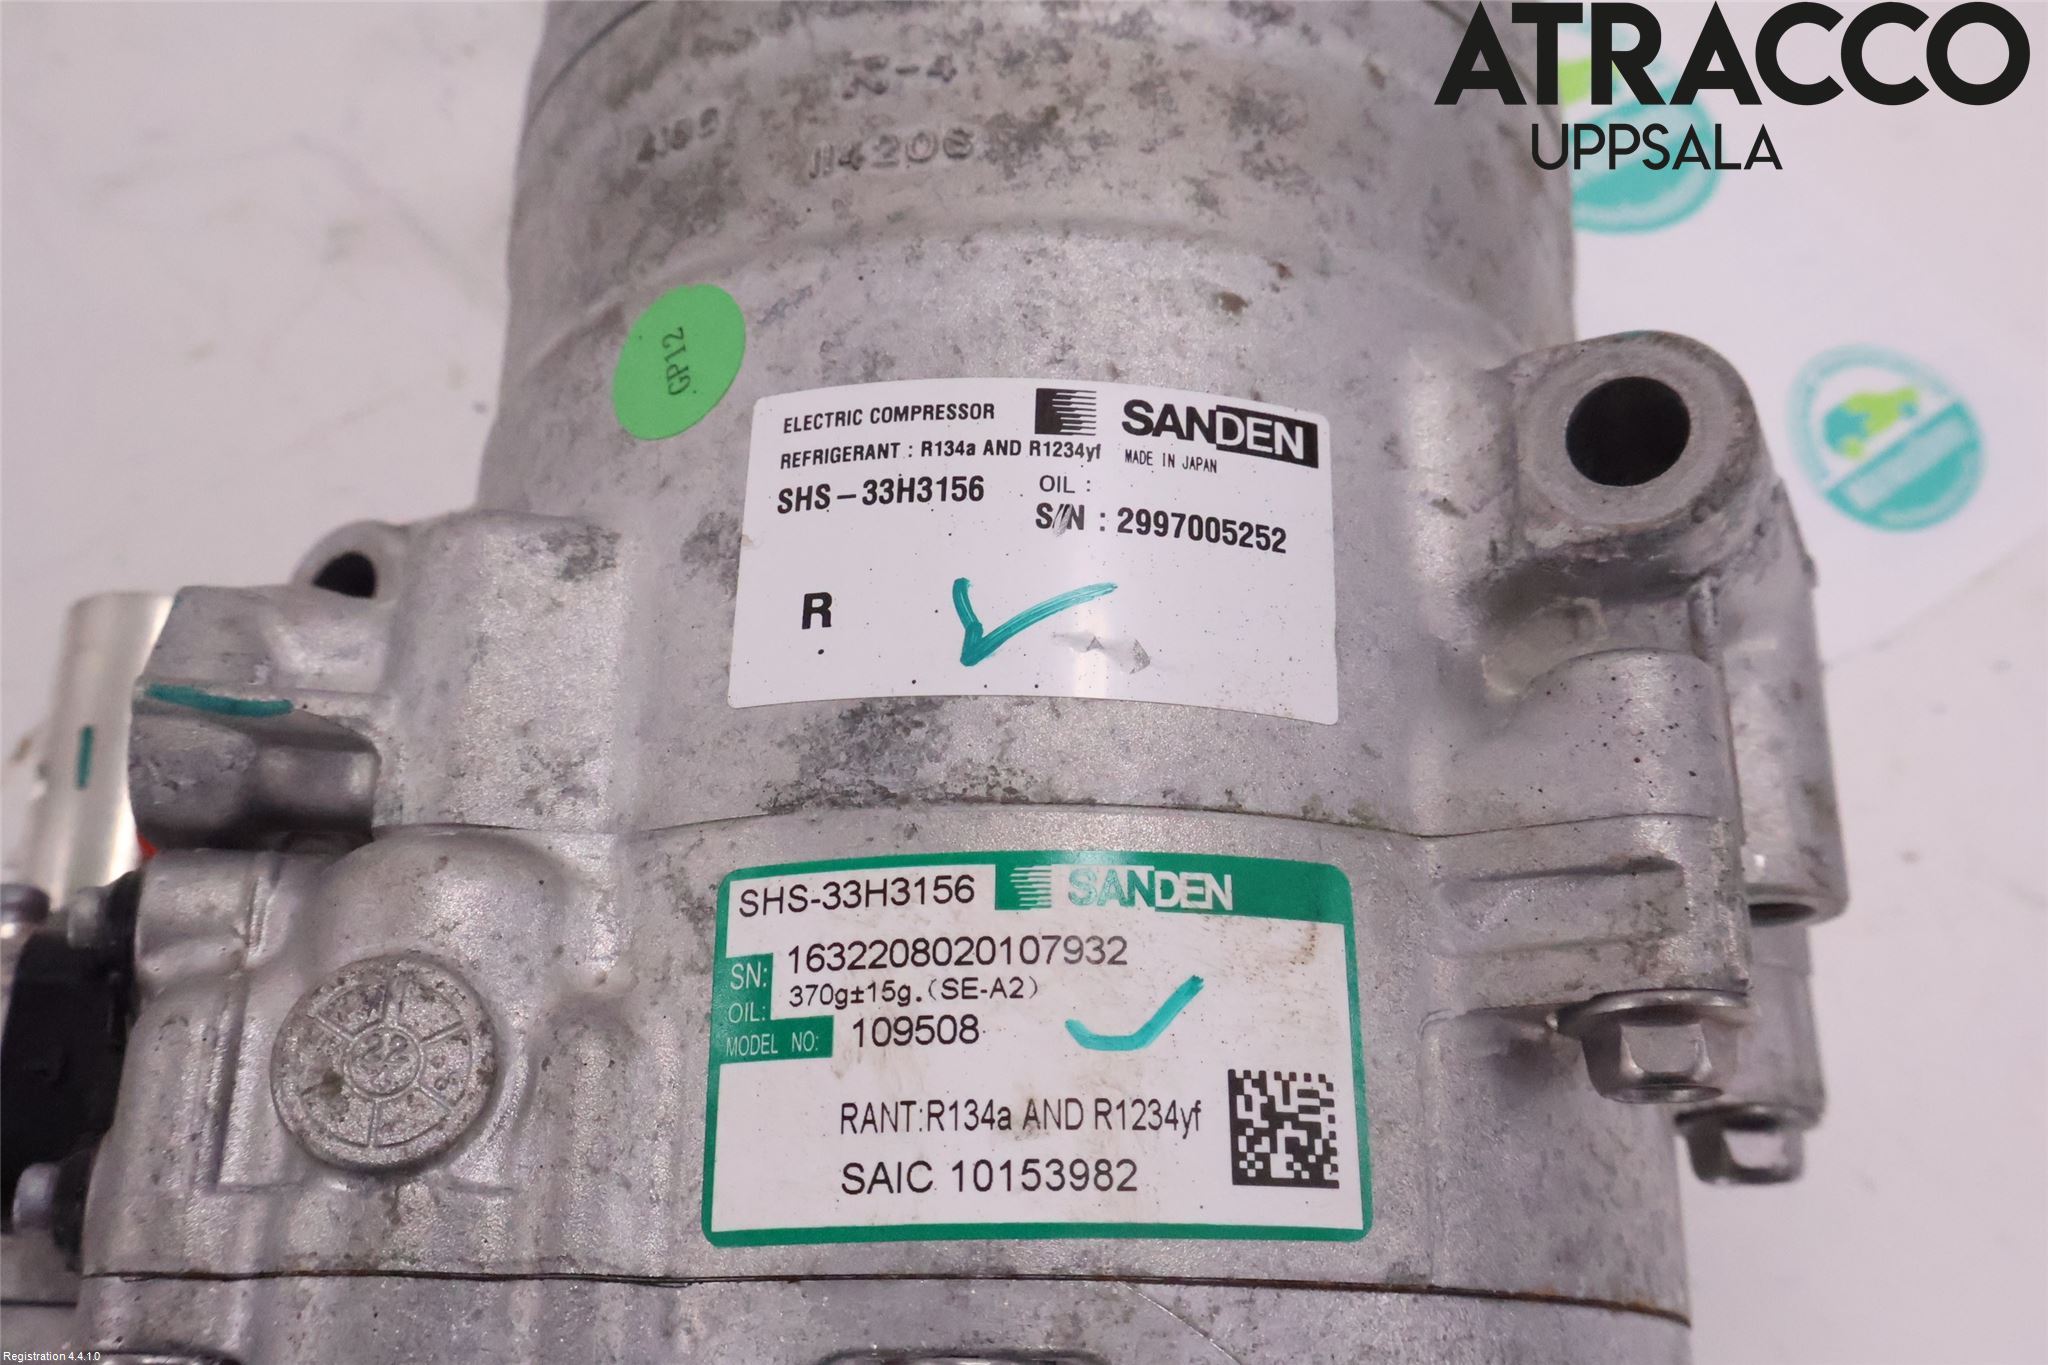 ATRACCO
UPPSALA
114206
GP12
ELECTRIC COMPRESSOR
SANDEN
REFRIGERANT : R134a AND R1234yf
MADE IN JAPAN
SHS-33H3156
OIL :
S/N : 2997005252
R
SHS-33H3156
SANDEN
SN: 1632208020107932
OIL: 370g±15g.(SE-A2)
MODEL NO: 109508
RANT:R134a AND R1234yf
SAIC 10153982
22
Registration 4.4.1.0